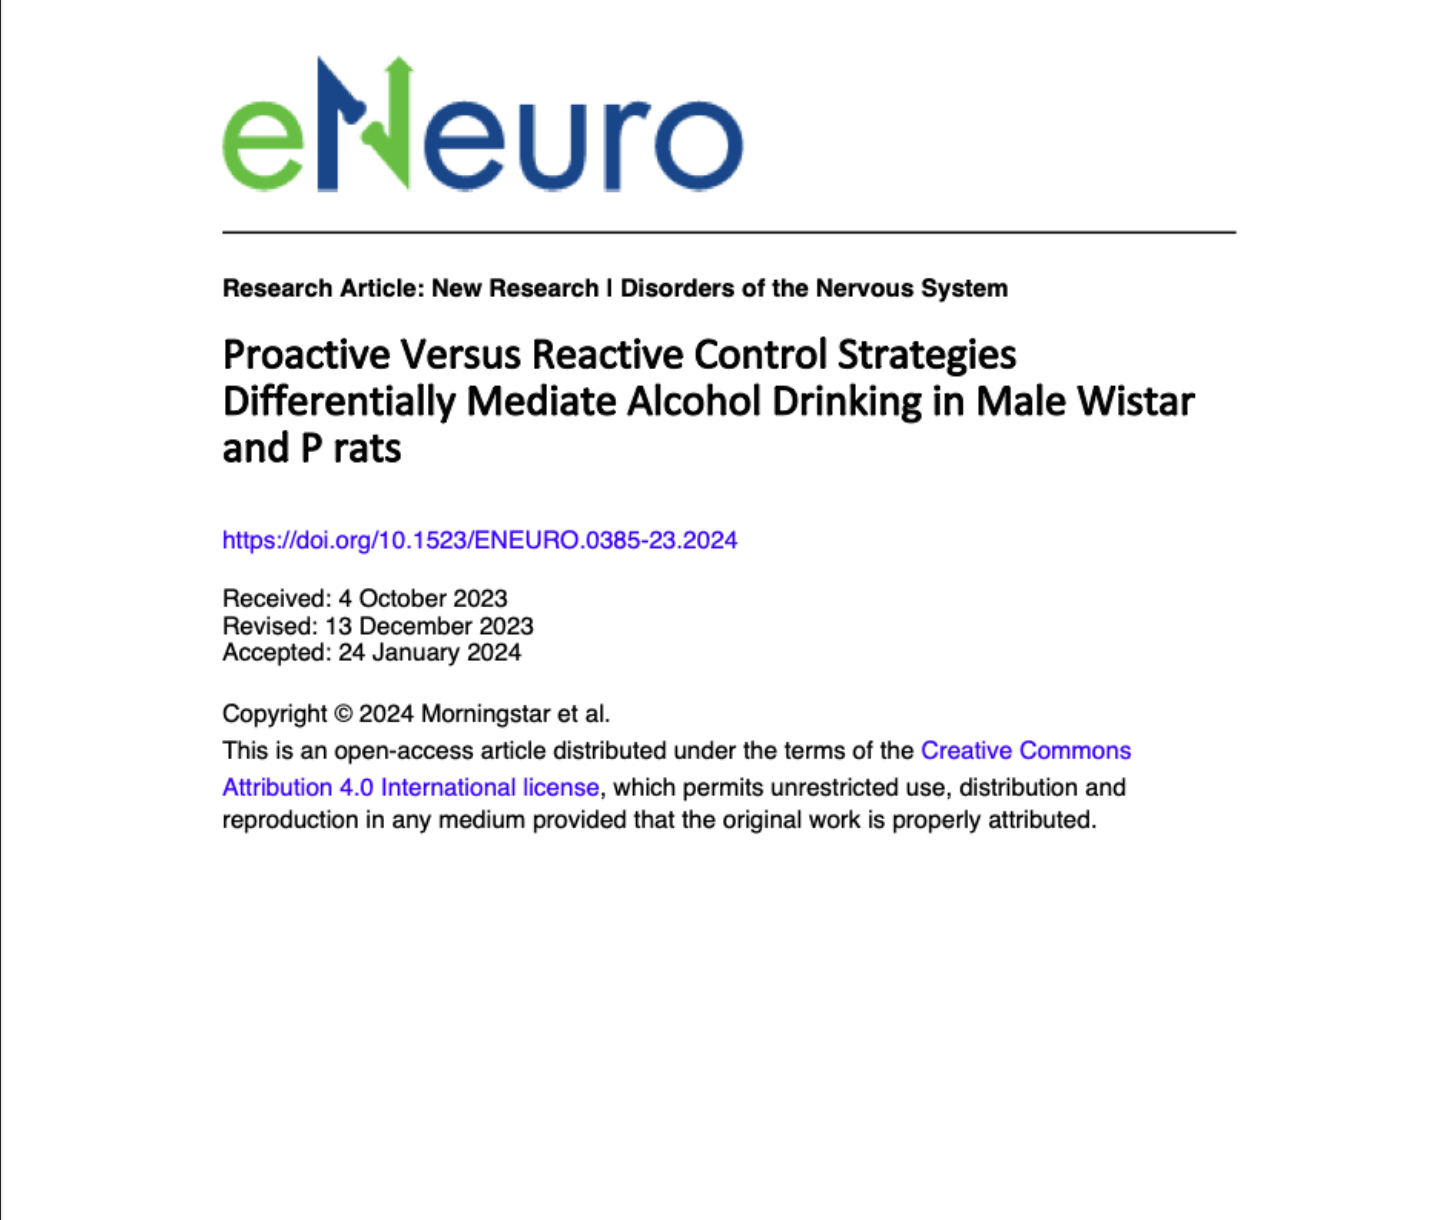 eNeuro
Research Article: New Research | Disorders of the Nervous System
Proactive Versus Reactive Control Strategies
Differentially Mediate Alcohol Drinking in Male Wistar
and P rats
https://doi.org/10.1523/ENEURO.0385-23.2024
Received: 4 October 2023
Revised: 13 December 2023
Accepted: 24 January 2024
Copyright © 2024 Morningstar et al.
This is an open-access article distributed under the terms of the Creative Commons
Attribution 4.0 International license, which permits unrestricted use, distribution and
reproduction in any medium provided that the original work is properly attributed.